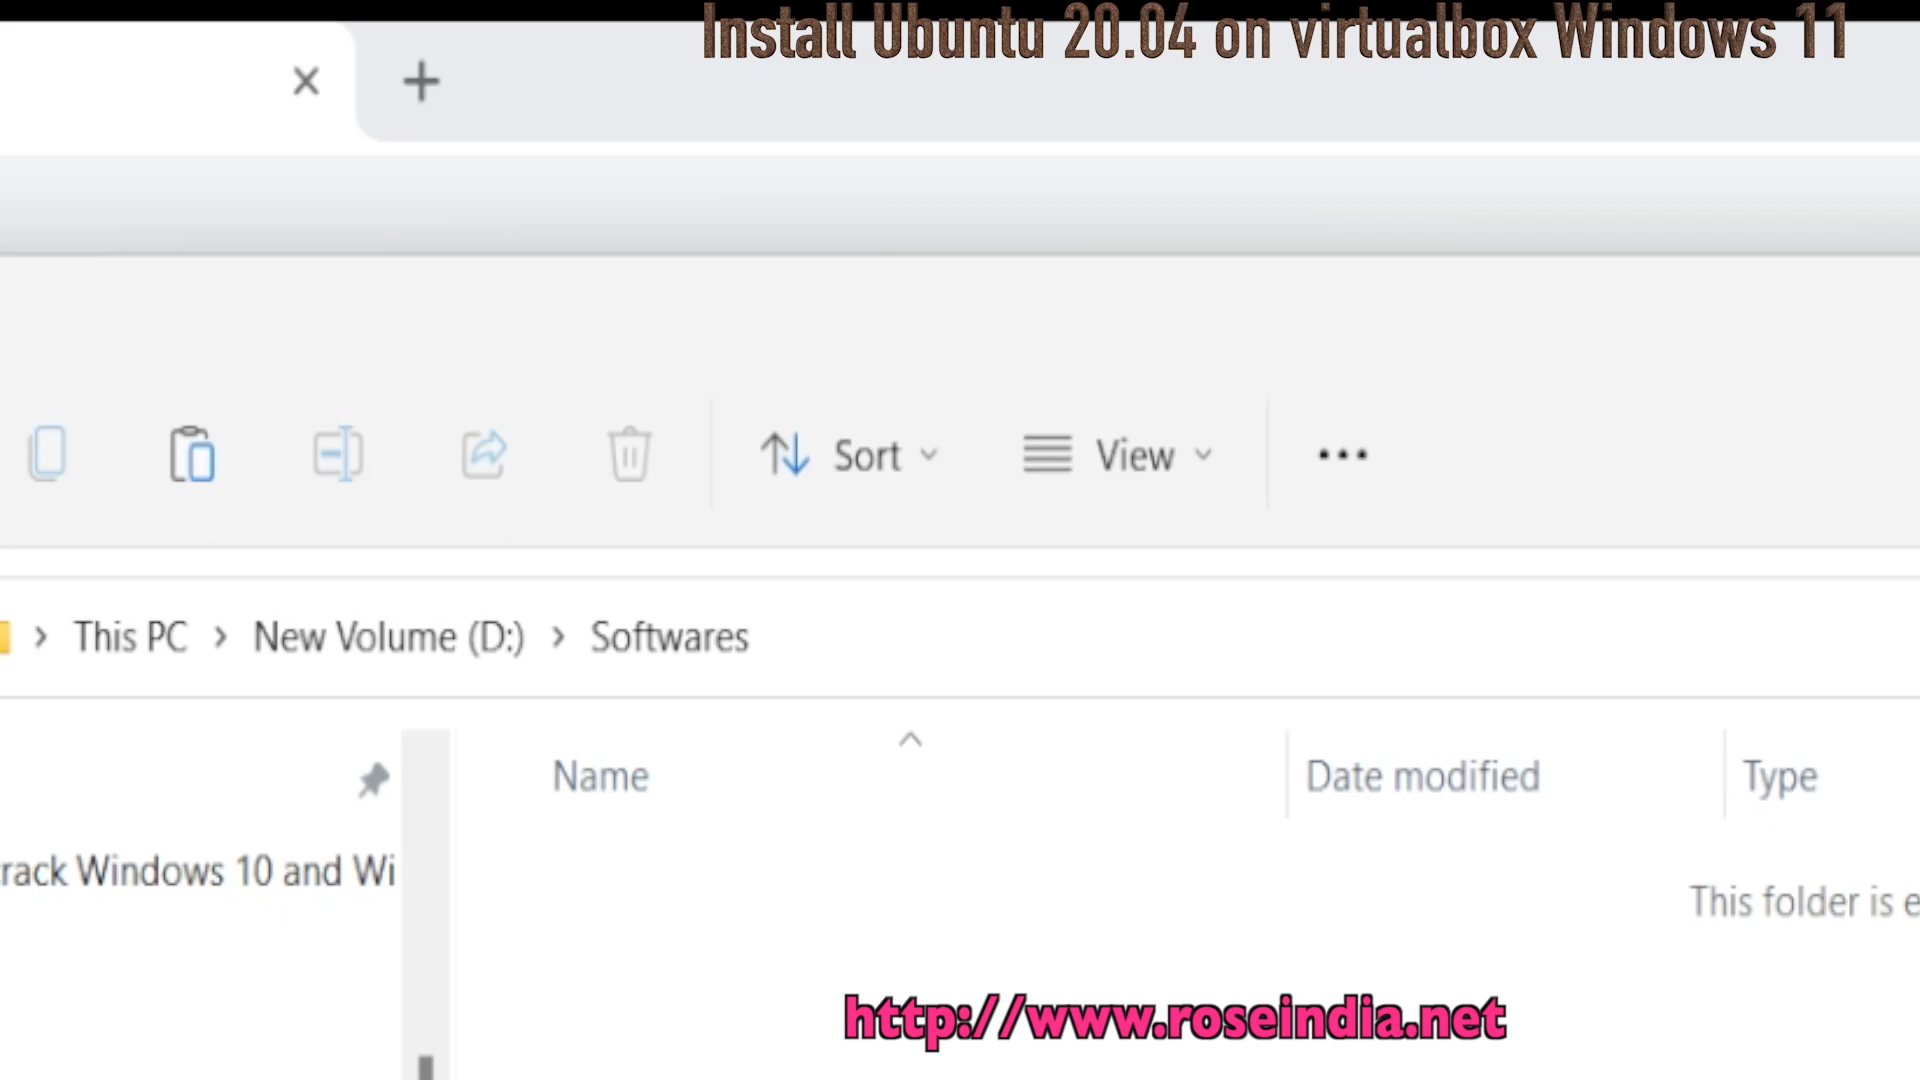 Install Ubuntu 20.04 on virtualbox Windows 11
Sort View
This PC > New Volume (D:) > Softwares
Name Date modified Type
Windows 10 and Wi
This folder is
http://www.roseindia.net